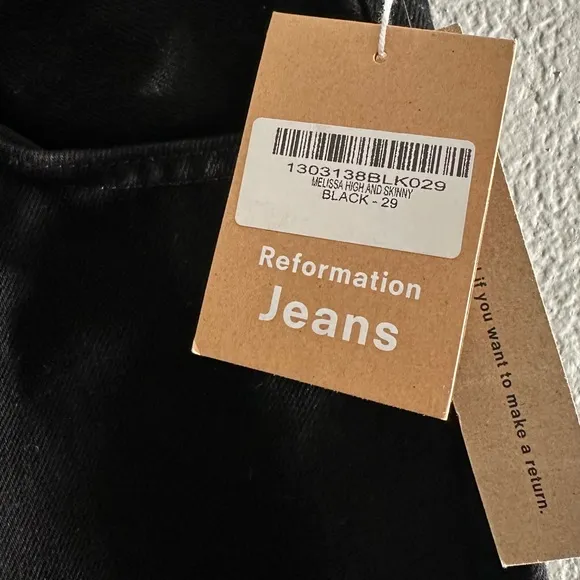 1303138BLK029
MELISSA HIGH AND SKINNY
BLACK - 29
Reformation
Jeans
if you want to make a return.